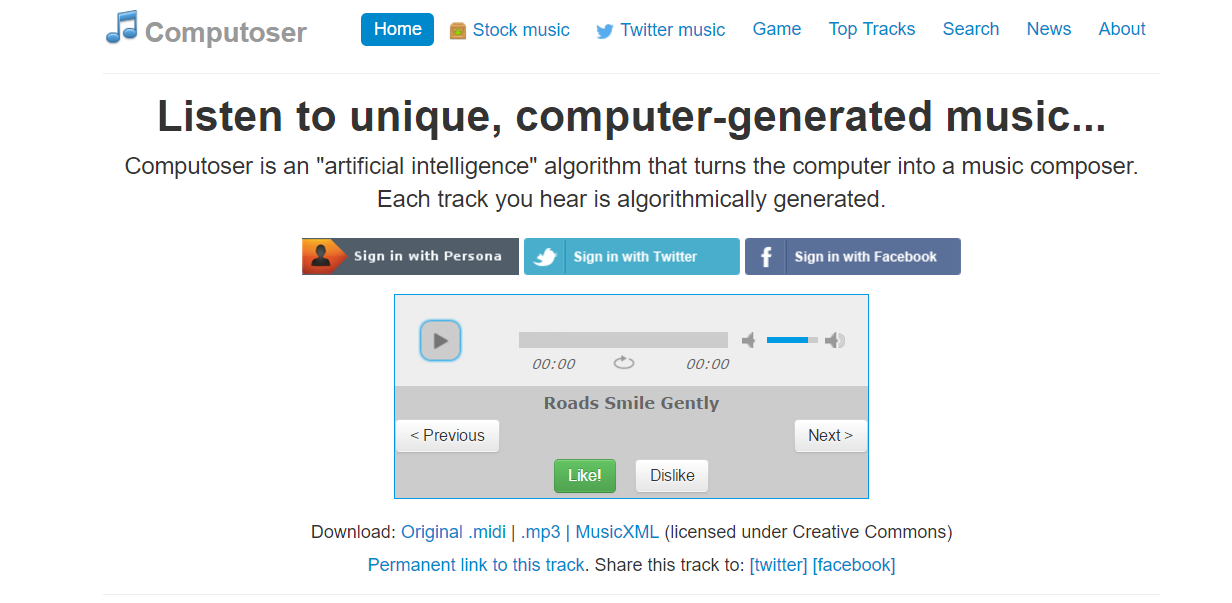 Computoser
Home Stock music Twitter music Game Top Tracks Search News About
Listen to unique, computer-generated music...
Computoser is an "artificial intelligence" algorithm that turns the computer into a music composer.
Each track you hear is algorithmically generated.
Sign in with Persona Sign in with Twitter f Sign in with Facebook
00:00 00:00
Roads Smile Gently
< Previous Next >
Like! Dislike
Download: Original .midi | .mp3 | MusicXML (licensed under Creative Commons)
Permanent link to this track. Share this track to: [twitter] [facebook]